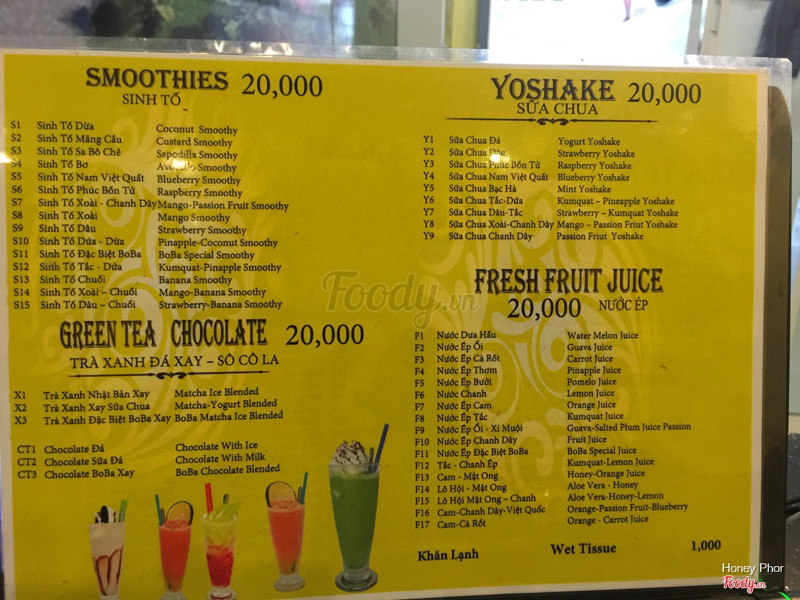 SMOOTHIES 20,000
SINH TỐ
S1 Sinh Tố Dừa Coconut Smoothy
S2 Sinh Tố Mãng Cầu Custard Smoothy
S3 Sinh Tố Sa Bô Chê Sapodilla Smoothy
S4 Sinh Tố Bơ Avocado Smoothy
S5 Sinh Tố Nam Việt Quất Blueberry Smoothy
S6 Sinh Tố Phúc Bồn Tử Raspberry Smoothy
S7 Sinh Tố Xoài - Chanh Dây Mango-Passion Fruit Smoothy
S8 Sinh Tố Xoài Mango Smoothy
S9 Sinh Tố Dâu Strawberry Smoothy
S10 Sinh Tố Dứa - Dừa Pinapple-Coconut Smoothy
S11 Sinh Tố Đặc Biệt BoBa BoBa Special Smoothy
S12 Sinh Tố Tắc - Dứa Kumquat-Pinapple Smoothy
S13 Sinh Tố Chuối Banana Smoothy
S14 Sinh Tố Xoài – Chuối Mango-Banana Smoothy
S15 Sinh Tố Dâu – Chuối Strawberry-Banana Smoothy
GREEN TEA CHOCOLATE 20,000
TRÀ XANH ĐÁ XAY – SÔ CÔ LA
X1 Trà Xanh Nhật Bản Xay Matcha Ice Blended
X2 Trà Xanh Xay Sữa Chua Matcha-Yogurt Blended
X3 Trà Xanh Đặc Biệt BoBa Xay BoBa Matcha Ice Blended
CT1 Chocolate Đá Chocolate With Ice
CT2 Chocolate Sữa Đá Chocolate With Milk
CT3 Chocolate BoBa Xay BoBa Chocolate Blended
YOSHAKE 20,000
SỮA CHUA
Y1 Sữa Chua Đá Yogurt Yoshake
Y2 Sữa Chua Dâu Strawberry Yoshake
Y3 Sữa Chua Phúc Bồn Tử Raspberry Yoshake
Y4 Sữa Chua Nam Việt Quất Blueberry Yoshake
Y5 Sữa Chua Bạc Hà Mint Yoshake
Y6 Sữa Chua Tắc-Dứa Kumquat – Pineapple Yoshake
Y7 Sữa Chua Dâu-Tắc Strawberry – Kumquat Yoshake
Y8 Sữa Chua Xoài-Chanh Dây Mango – Passion Friut Yoshake
Y9 Sữa Chua Chanh Dây Passion Friut Yoshake
FRESH FRUIT JUICE
20,000 NƯỚC ÉP
F1 Nước Dưa Hấu Water Melon Juice
F2 Nước Ép Ổi Guava Juice
F3 Nước Ép Cà Rốt Carrot Juice
F4 Nước Ép Thơm Pinapple Juice
F5 Nước Ép Bưởi Pomelo Juice
F6 Nước Chanh Lemon Juice
F7 Nước Ép Cam Orange Juice
F8 Nước Ép Tắc Kumquat Juice
F9 Nước Ép Ổi - Xí Muội Guava-Salted Plum Juice Passion
F10 Nước Ép Chanh Dây Fruit Juice
F11 Nước Ép Đặc Biệt BoBa BoBa Special Juice
F12 Tắc - Chanh Ép Kumquat-Lemon Juice
F13 Cam - Mật Ong Honey-Orange Juice
F14 Lô Hội - Mật Ong Aloe Vera - Honey
F15 Lô Hội Mật Ong – Chanh Aloe Vera-Honey-Lemon
F16 Cam-Chanh Dây-Việt Quốc Orange-Passion Fruit-Blueberry
F17 Cam-Cà Rốt Orange - Carrot Juice
Khăn Lạnh Wet Tissue 1,000
Foody.vn
Honey Phor
Foody.vn